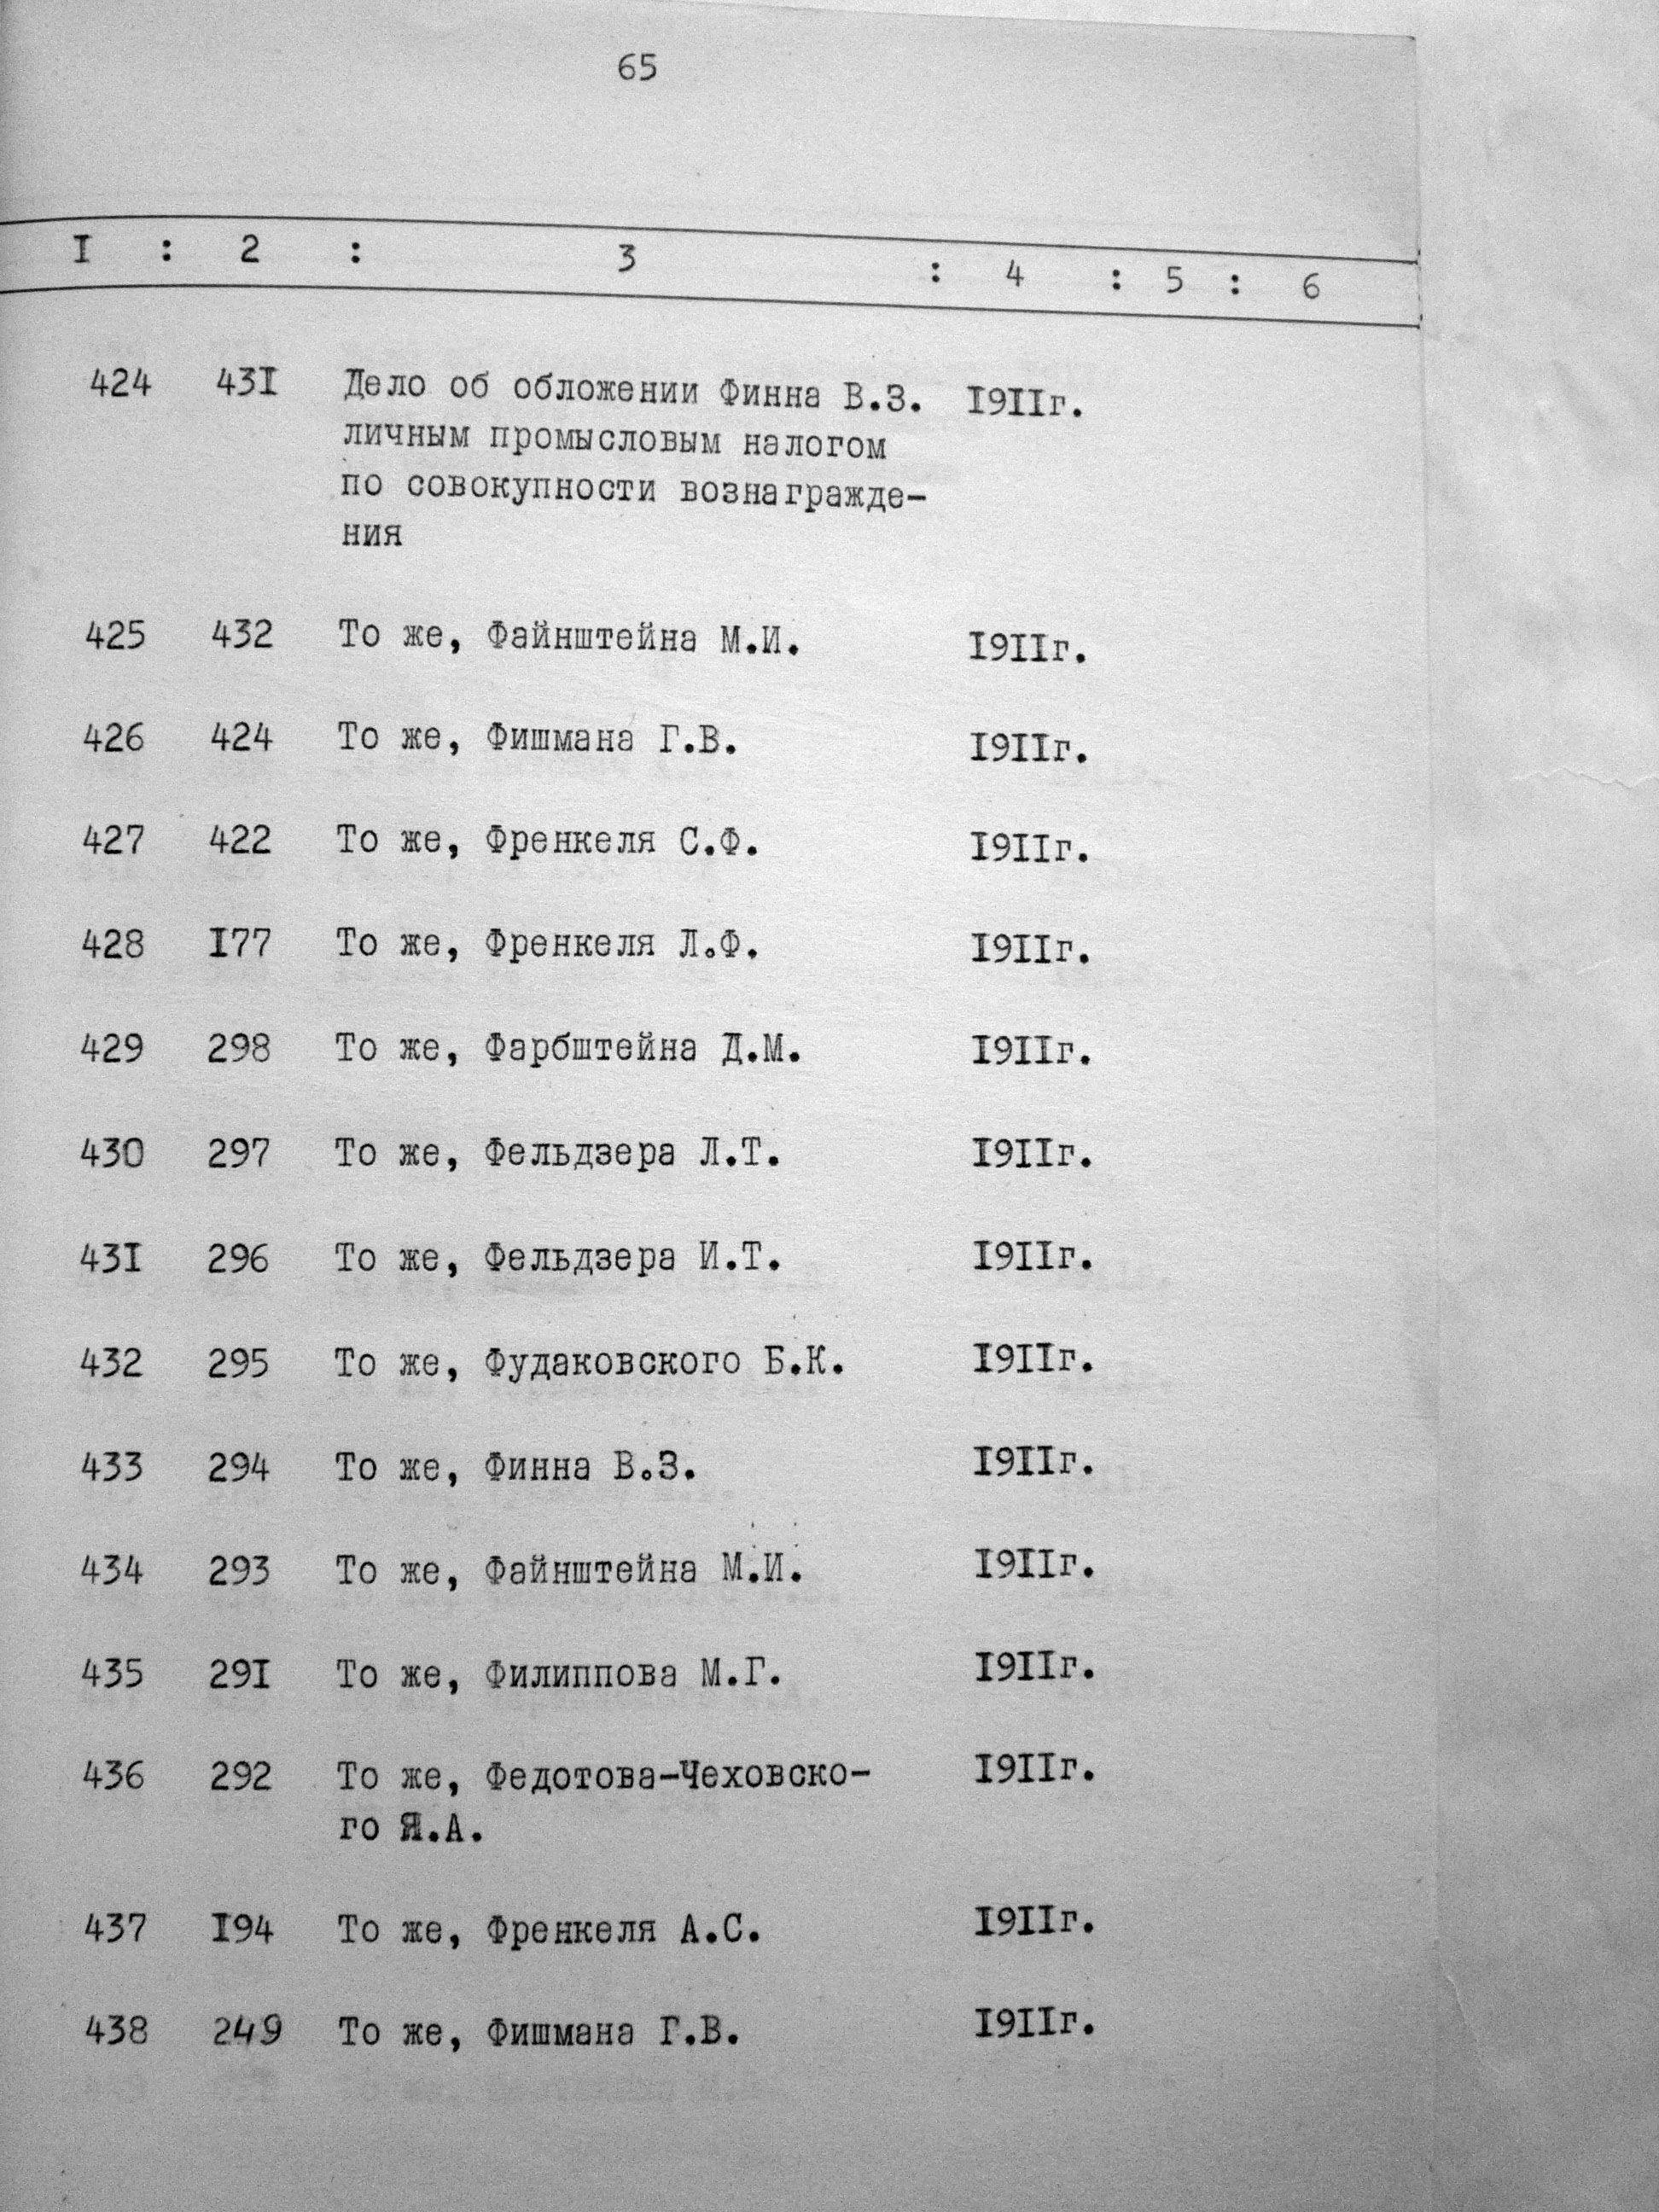 65
I : 2 : 3 : 4 : 5 : 6
424 43I Дело об обложении Финна В.З. I9IIг.
личным промысловым налогом
по совокупности вознагражде-
ния
425 432 То же, Файнштейна М.И. I9IIг.
426 424 То же, Фишмана Г.В. I9IIг.
427 422 То же, Френкеля С.Ф. I9IIг.
428 I77 То же, Френкеля Л.Ф. I9IIг.
429 298 То же, Фарбштейна Д.М. I9IIг.
430 297 То же, Фельдзера Л.Т. I9IIг.
43I 296 То же, Фельдзера И.Т. I9IIг.
432 295 То же, Фудаковского Б.К. I9IIг.
433 294 То же, Финна В.З. I9IIг.
434 293 То же, Файнштейна М.И. I9IIг.
435 29I То же, Филиппова М.Г. I9IIг.
436 292 То же, Федотова-Чеховско- I9IIг.
го Я.А.
437 I94 То же, Френкеля А.С. I9IIг.
438 249 То же, Фишмана Г.В. I9IIг.